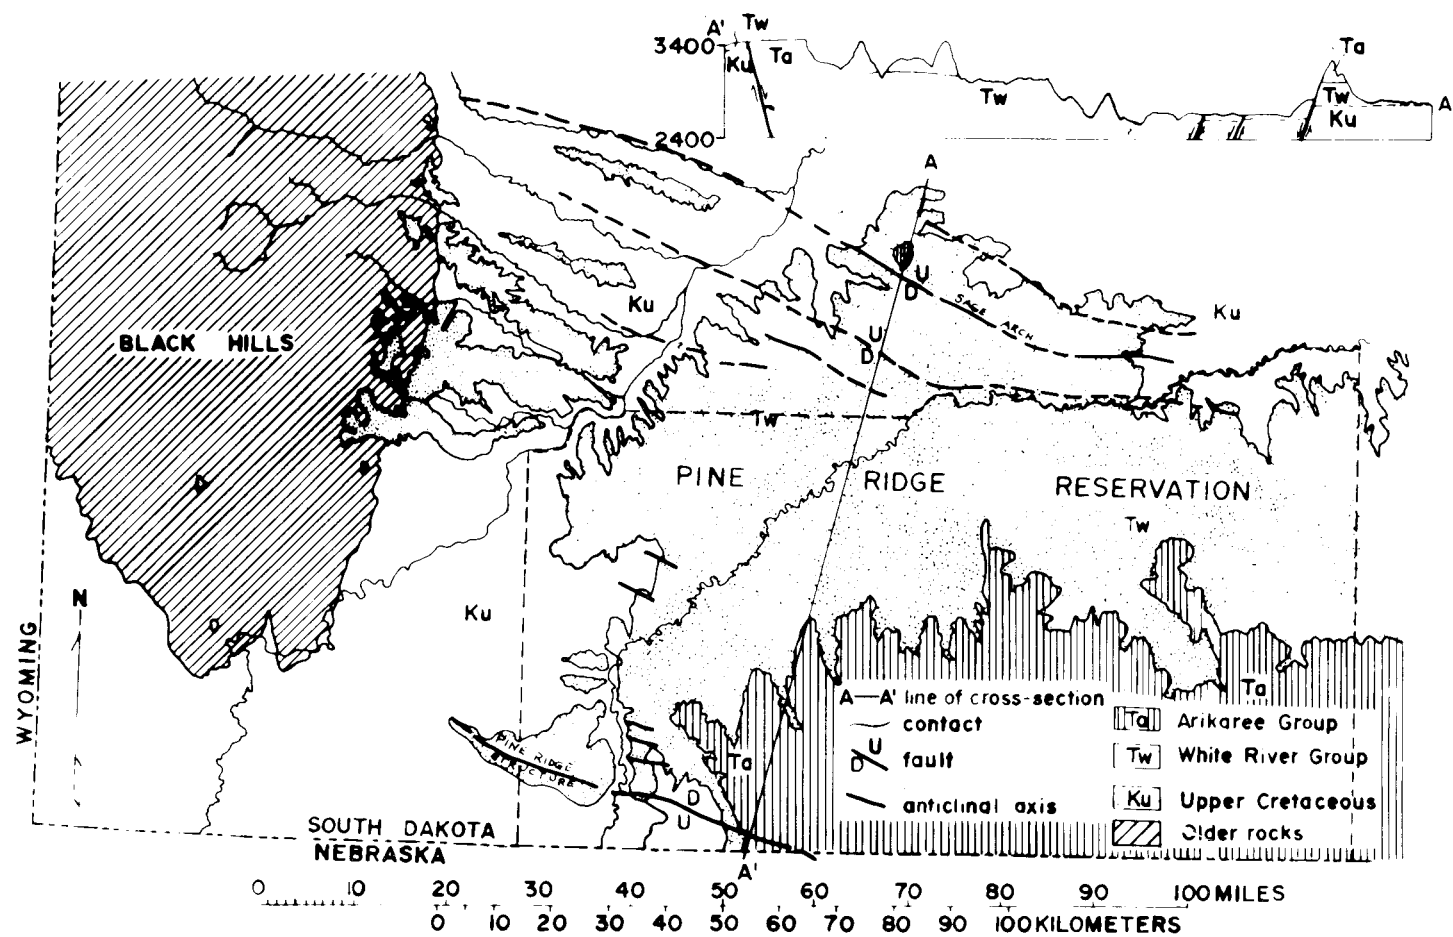 A' Tw
3400
Ku Ta
Tw
Ta
Tw
Ku
A
2400
A
U
D
SAGE ARCH
Ku
Ku
U
D
BLACK HILLS
Tw
PINE RIDGE RESERVATION
Tw
Ku
N
WYOMING
PINE RIDGE
STRUCTURE
Ta
Ta
D
U
A—A' line of cross-section
contact
U
D fault
anticlinal axis
Ta Arikaree Group
Tw White River Group
Ku Upper Cretaceous
Older rocks
SOUTH DAKOTA
NEBRASKA
A'
0 10 20 30 40 50 60 70 80 90 100 MILES
0 10 20 30 40 50 60 70 80 90 100 KILOMETERS